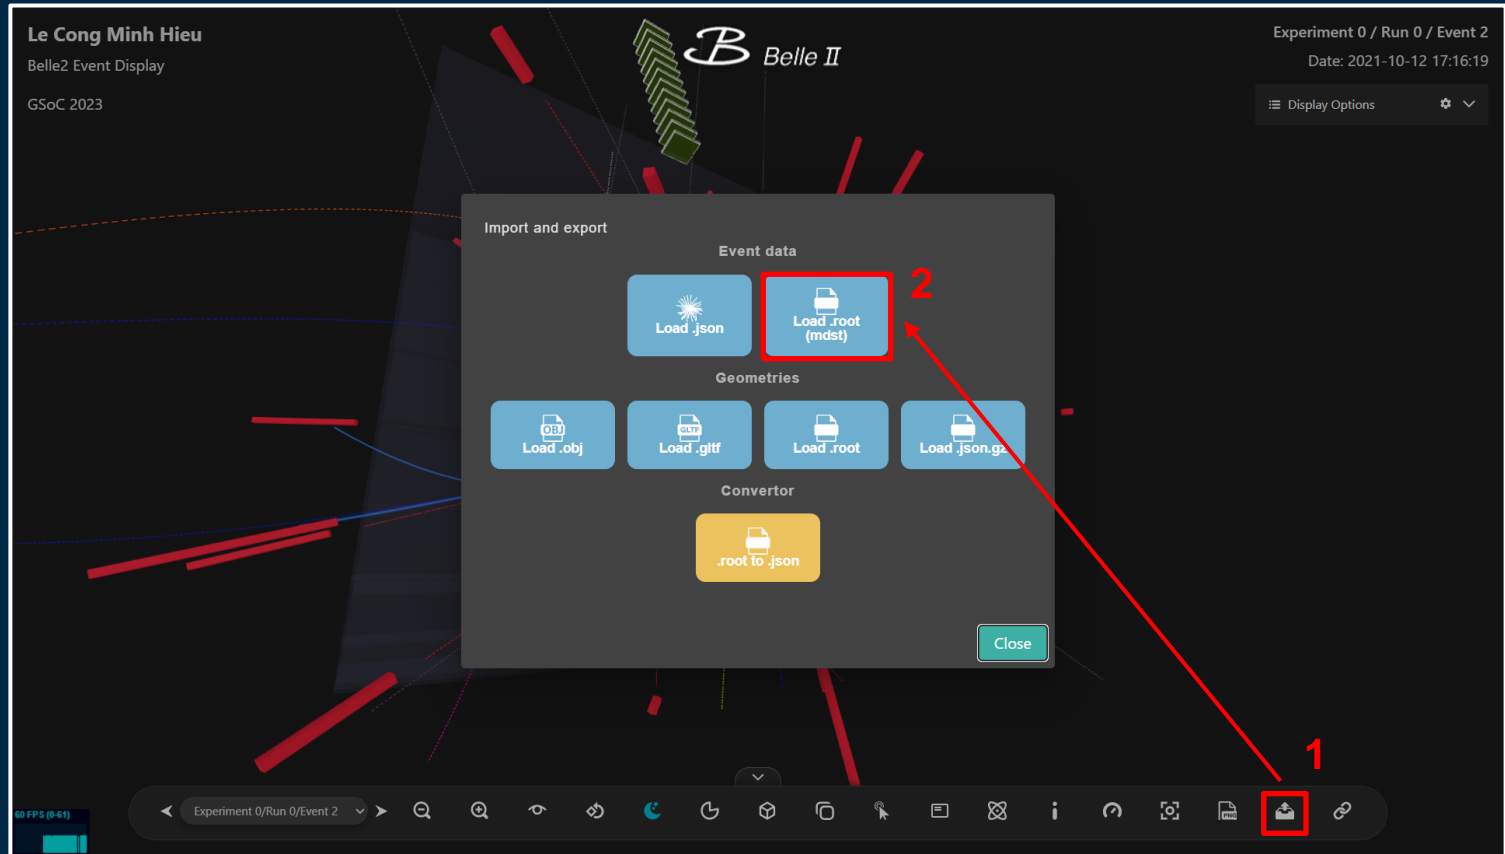 Le Cong Minh Hieu
Belle2 Event Display
GSoC 2023
B Belle II
Experiment 0 / Run 0 / Event 2
Date: 2021-10-12 17:16:19
Display Options
Import and export
Event data
Load .json
Load .root
(mdst)
2
Geometries
OBJ
Load .obj
GLTF
Load .gltf
Load .root
Load .json.gz
Convertor
.root to .json
Close
1
60 FPS (0-61)
Experiment 0/Run 0/Event 2
PNG